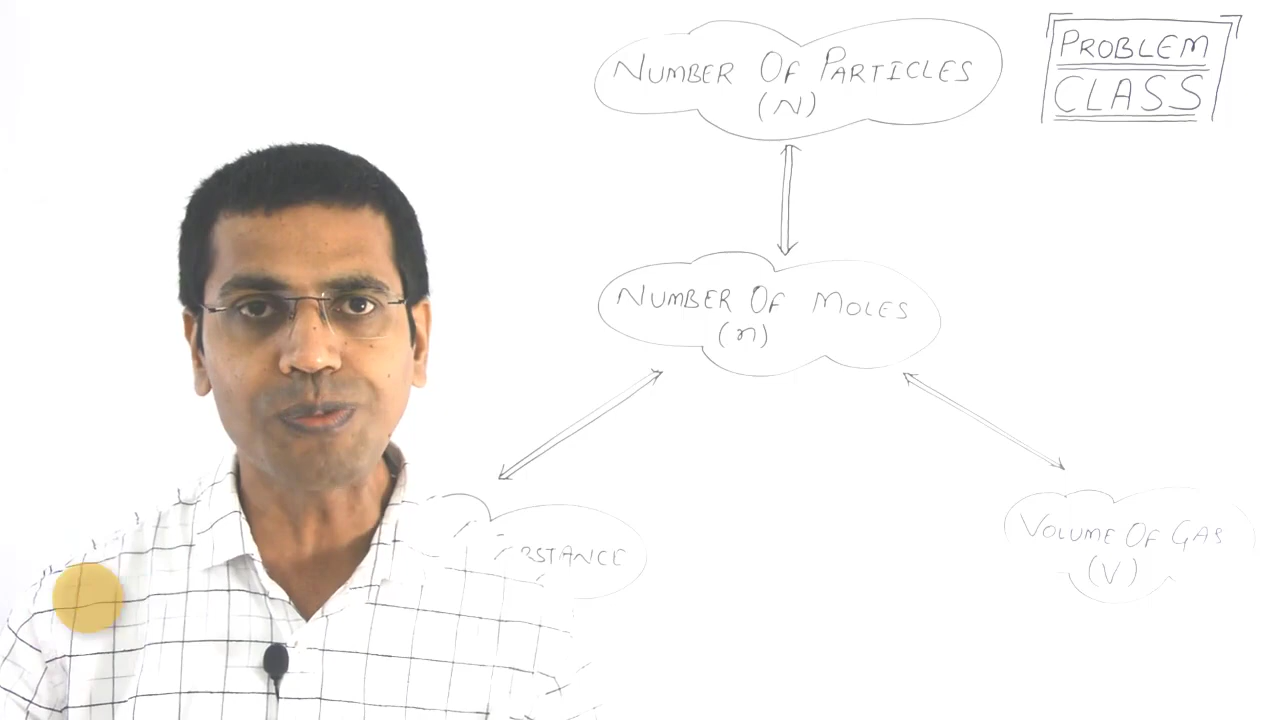 NUMBER OF PARTICLES
(N)
PROBLEM
CLASS
NUMBER OF MOLES
(n)
VOLUME OF GAS
(V)